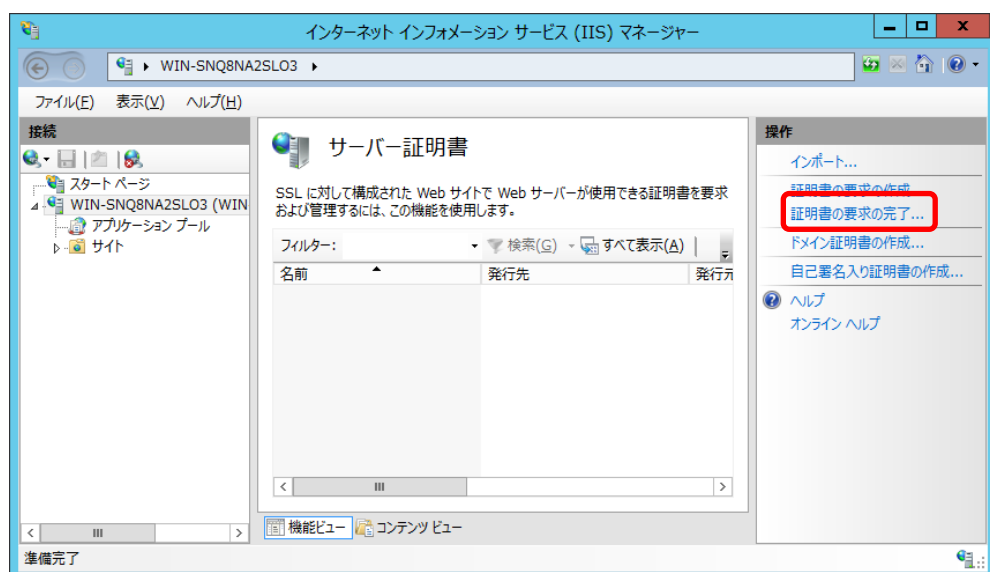 インターネット インフォメーション サービス (IIS) マネージャー
WIN-SNQ8NA2SLO3
ファイル(F) 表示(V) ヘルプ(H)
接続
スタート ページ
WIN-SNQ8NA2SLO3 (WIN
アプリケーション プール
サイト
サーバー証明書
SSL に対して構成された Web サイトで Web サーバーが使用できる証明書を要求
および管理するには、この機能を使用します。
フィルター: 検索(G) すべて表示(A)
名前 発行先 発行元
機能ビュー コンテンツ ビュー
操作
インポート...
証明書の要求の作成
証明書の要求の完了...
ドメイン証明書の作成...
自己署名入り証明書の作成...
ヘルプ
オンライン ヘルプ
準備完了